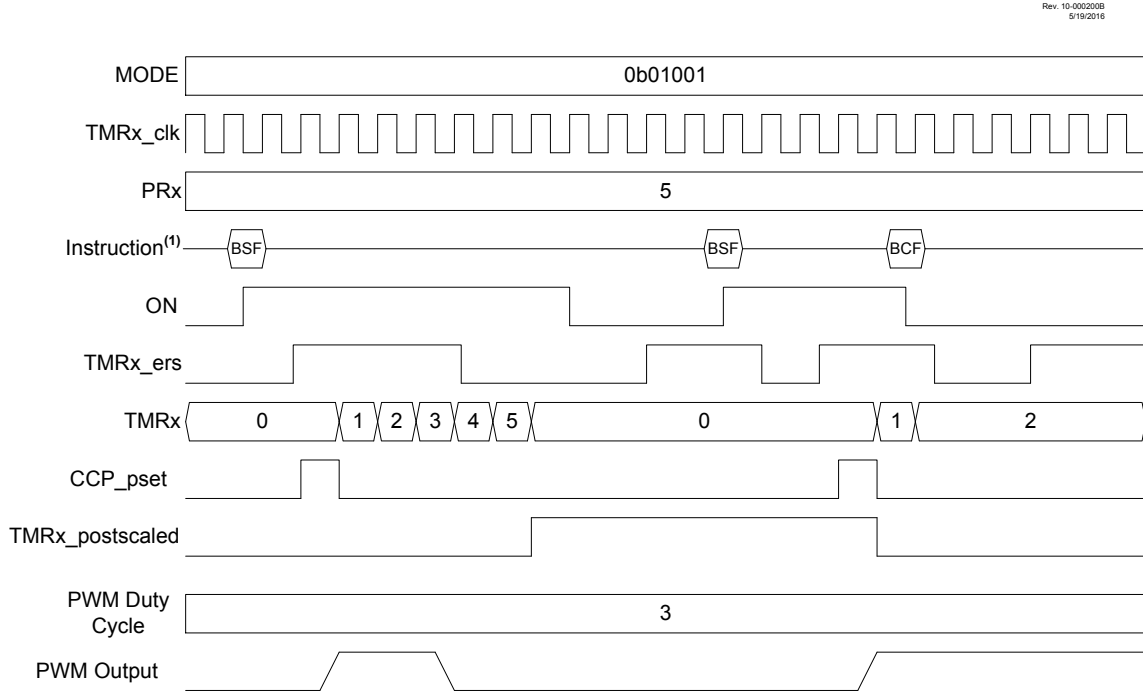 Rev. 10-000200B
5/19/2016
MODE 0b01001
TMRx_clk
PRx 5
Instruction(1) BSF BSF BCF
ON
TMRx_ers
TMRx 0 1 2 3 4 5 0 1 2
CCP_pset
TMRx_postscaled
PWM Duty
Cycle 3
PWM Output